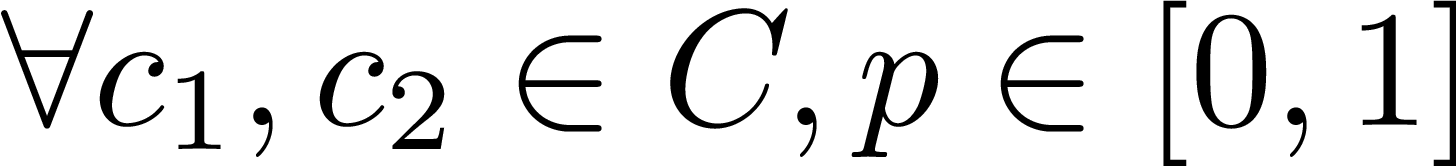 ∀c₁, c₂ ∈ C, p ∈ [0, 1]